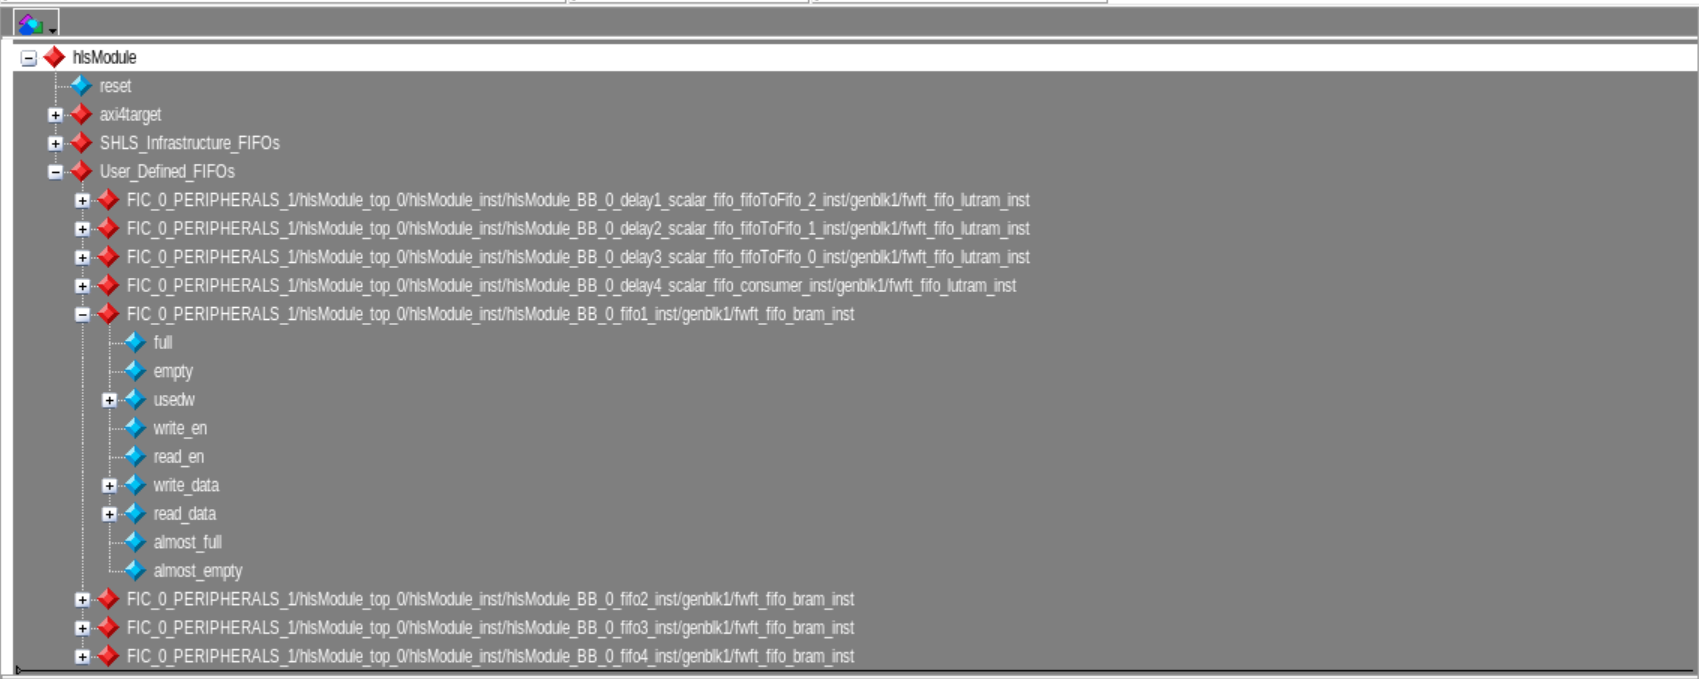 hlsModule
reset
axi4target
SHLS_Infrastructure_FIFOs
User_Defined_FIFOs
FIC_0_PERIPHERALS_1/hlsModule_top_0/hlsModule_inst/hlsModule_BB_0_delay1_scalar_fifo_fifoToFifo_2_inst/genblk1/fwft_fifo_lutram_inst
FIC_0_PERIPHERALS_1/hlsModule_top_0/hlsModule_inst/hlsModule_BB_0_delay2_scalar_fifo_fifoToFifo_1_inst/genblk1/fwft_fifo_lutram_inst
FIC_0_PERIPHERALS_1/hlsModule_top_0/hlsModule_inst/hlsModule_BB_0_delay3_scalar_fifo_fifoToFifo_0_inst/genblk1/fwft_fifo_lutram_inst
FIC_0_PERIPHERALS_1/hlsModule_top_0/hlsModule_inst/hlsModule_BB_0_delay4_scalar_fifo_consumer_inst/genblk1/fwft_fifo_lutram_inst
FIC_0_PERIPHERALS_1/hlsModule_top_0/hlsModule_inst/hlsModule_BB_0_fifo1_inst/genblk1/fwft_fifo_bram_inst
full
empty
usedw
write_en
read_en
write_data
read_data
almost_full
almost_empty
FIC_0_PERIPHERALS_1/hlsModule_top_0/hlsModule_inst/hlsModule_BB_0_fifo2_inst/genblk1/fwft_fifo_bram_inst
FIC_0_PERIPHERALS_1/hlsModule_top_0/hlsModule_inst/hlsModule_BB_0_fifo3_inst/genblk1/fwft_fifo_bram_inst
FIC_0_PERIPHERALS_1/hlsModule_top_0/hlsModule_inst/hlsModule_BB_0_fifo4_inst/genblk1/fwft_fifo_bram_inst